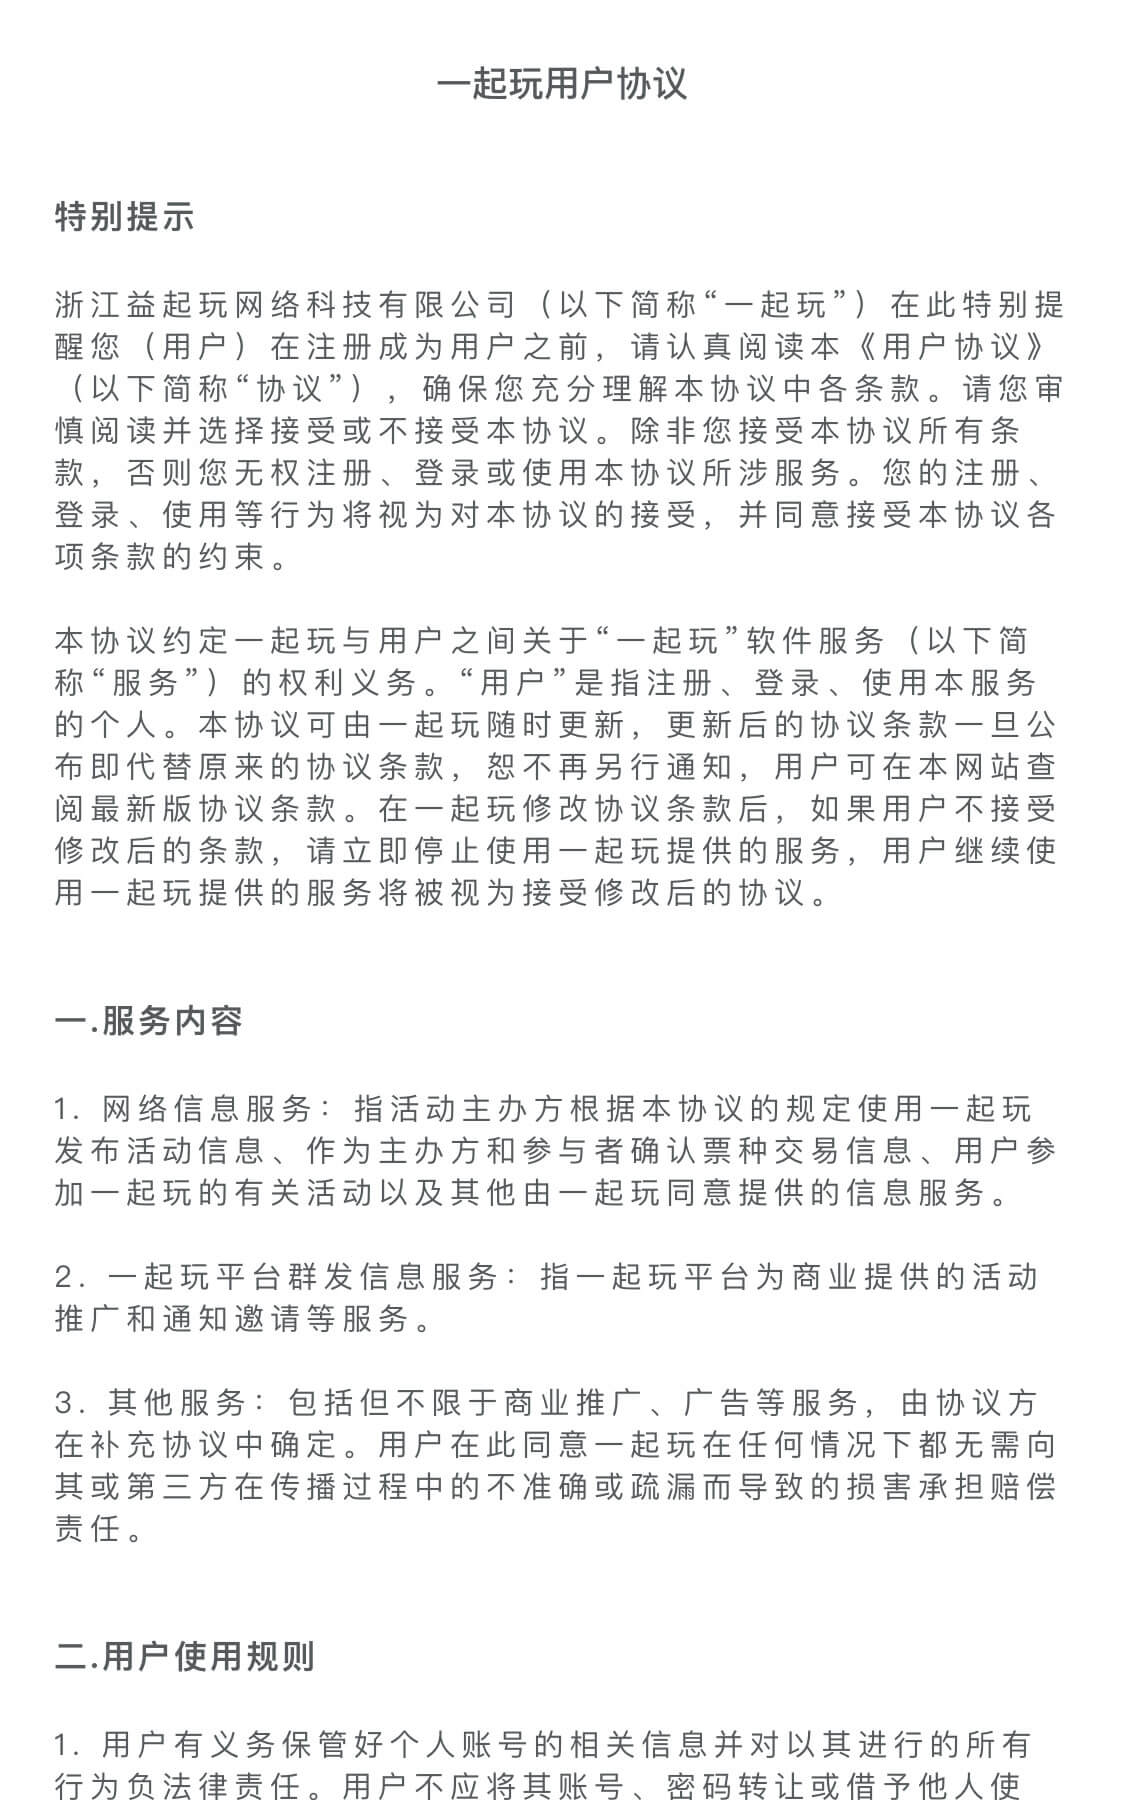 一起玩用户协议
特别提示
浙江益起玩网络科技有限公司（以下简称“一起玩”）在此特别提
醒您（用户）在注册成为用户之前，请认真阅读本《用户协议》
（以下简称“协议”），确保您充分理解本协议中各条款。请您审
慎阅读并选择接受或不接受本协议。除非您接受本协议所有条
款，否则您无权注册、登录或使用本协议所涉服务。您的注册、
登录、使用等行为将视为对本协议的接受，并同意接受本协议各
项条款的约束。
本协议约定一起玩与用户之间关于“一起玩”软件服务（以下简
称“服务”）的权利义务。“用户”是指注册、登录、使用本服务
的个人。本协议可由一起玩随时更新，更新后的协议条款一旦公
布即代替原来的协议条款，恕不再另行通知，用户可在本网站查
阅最新版协议条款。在一起玩修改协议条款后，如果用户不接受
修改后的条款，请立即停止使用一起玩提供的服务，用户继续使
用一起玩提供的服务将被视为接受修改后的协议。
一.服务内容
1. 网络信息服务：指活动主办方根据本协议的规定使用一起玩
发布活动信息、作为主办方和参与者确认票种交易信息、用户参
加一起玩的有关活动以及其他由一起玩同意提供的信息服务。
2. 一起玩平台群发信息服务：指一起玩平台为商业提供的活动
推广和通知邀请等服务。
3. 其他服务：包括但不限于商业推广、广告等服务，由协议方
在补充协议中确定。用户在此同意一起玩在任何情况下都无需向
其或第三方在传播过程中的不准确或疏漏而导致的损害承担赔偿
责任。
二.用户使用规则
1. 用户有义务保管好个人账号的相关信息并对以其进行的所有
行为负法律责任。用户不应将其账号、密码转让或借予他人使